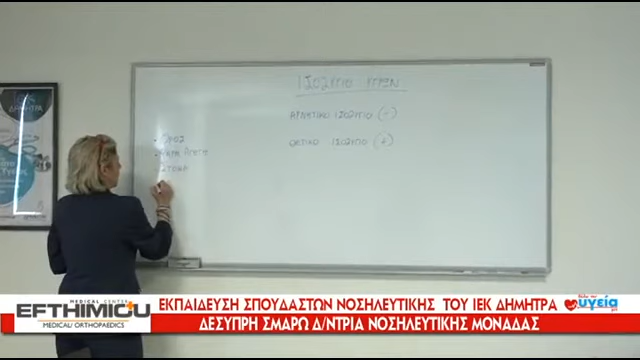 ΙΣΟΖΥΓΙΟ ΥΓΡΩΝ
ΑΡΝΗΤΙΚΟ ΙΣΟΖΥΓΙΟ (-)
ΘΕΤΙΚΟ ΙΣΟΖΥΓΙΟ (+)
ΔΗΜΗΤΡΑ
MEDICAL CENTER
EFTHIMIOU
MEDICAL/ ORTHOPAEDICS
ΕΚΠΑΙΔΕΥΣΗ ΣΠΟΥΔΑΣΤΩΝ ΝΟΣΗΛΕΥΤΙΚΗΣ ΤΟΥ ΙΕΚ ΔΗΜΗΤΡΑ
υγεία
ΔΕΣΥΠΡΗ ΣΜΑΡΩ Δ/ΝΤΡΙΑ ΝΟΣΗΛΕΥΤΙΚΗΣ ΜΟΝΑΔΑΣ